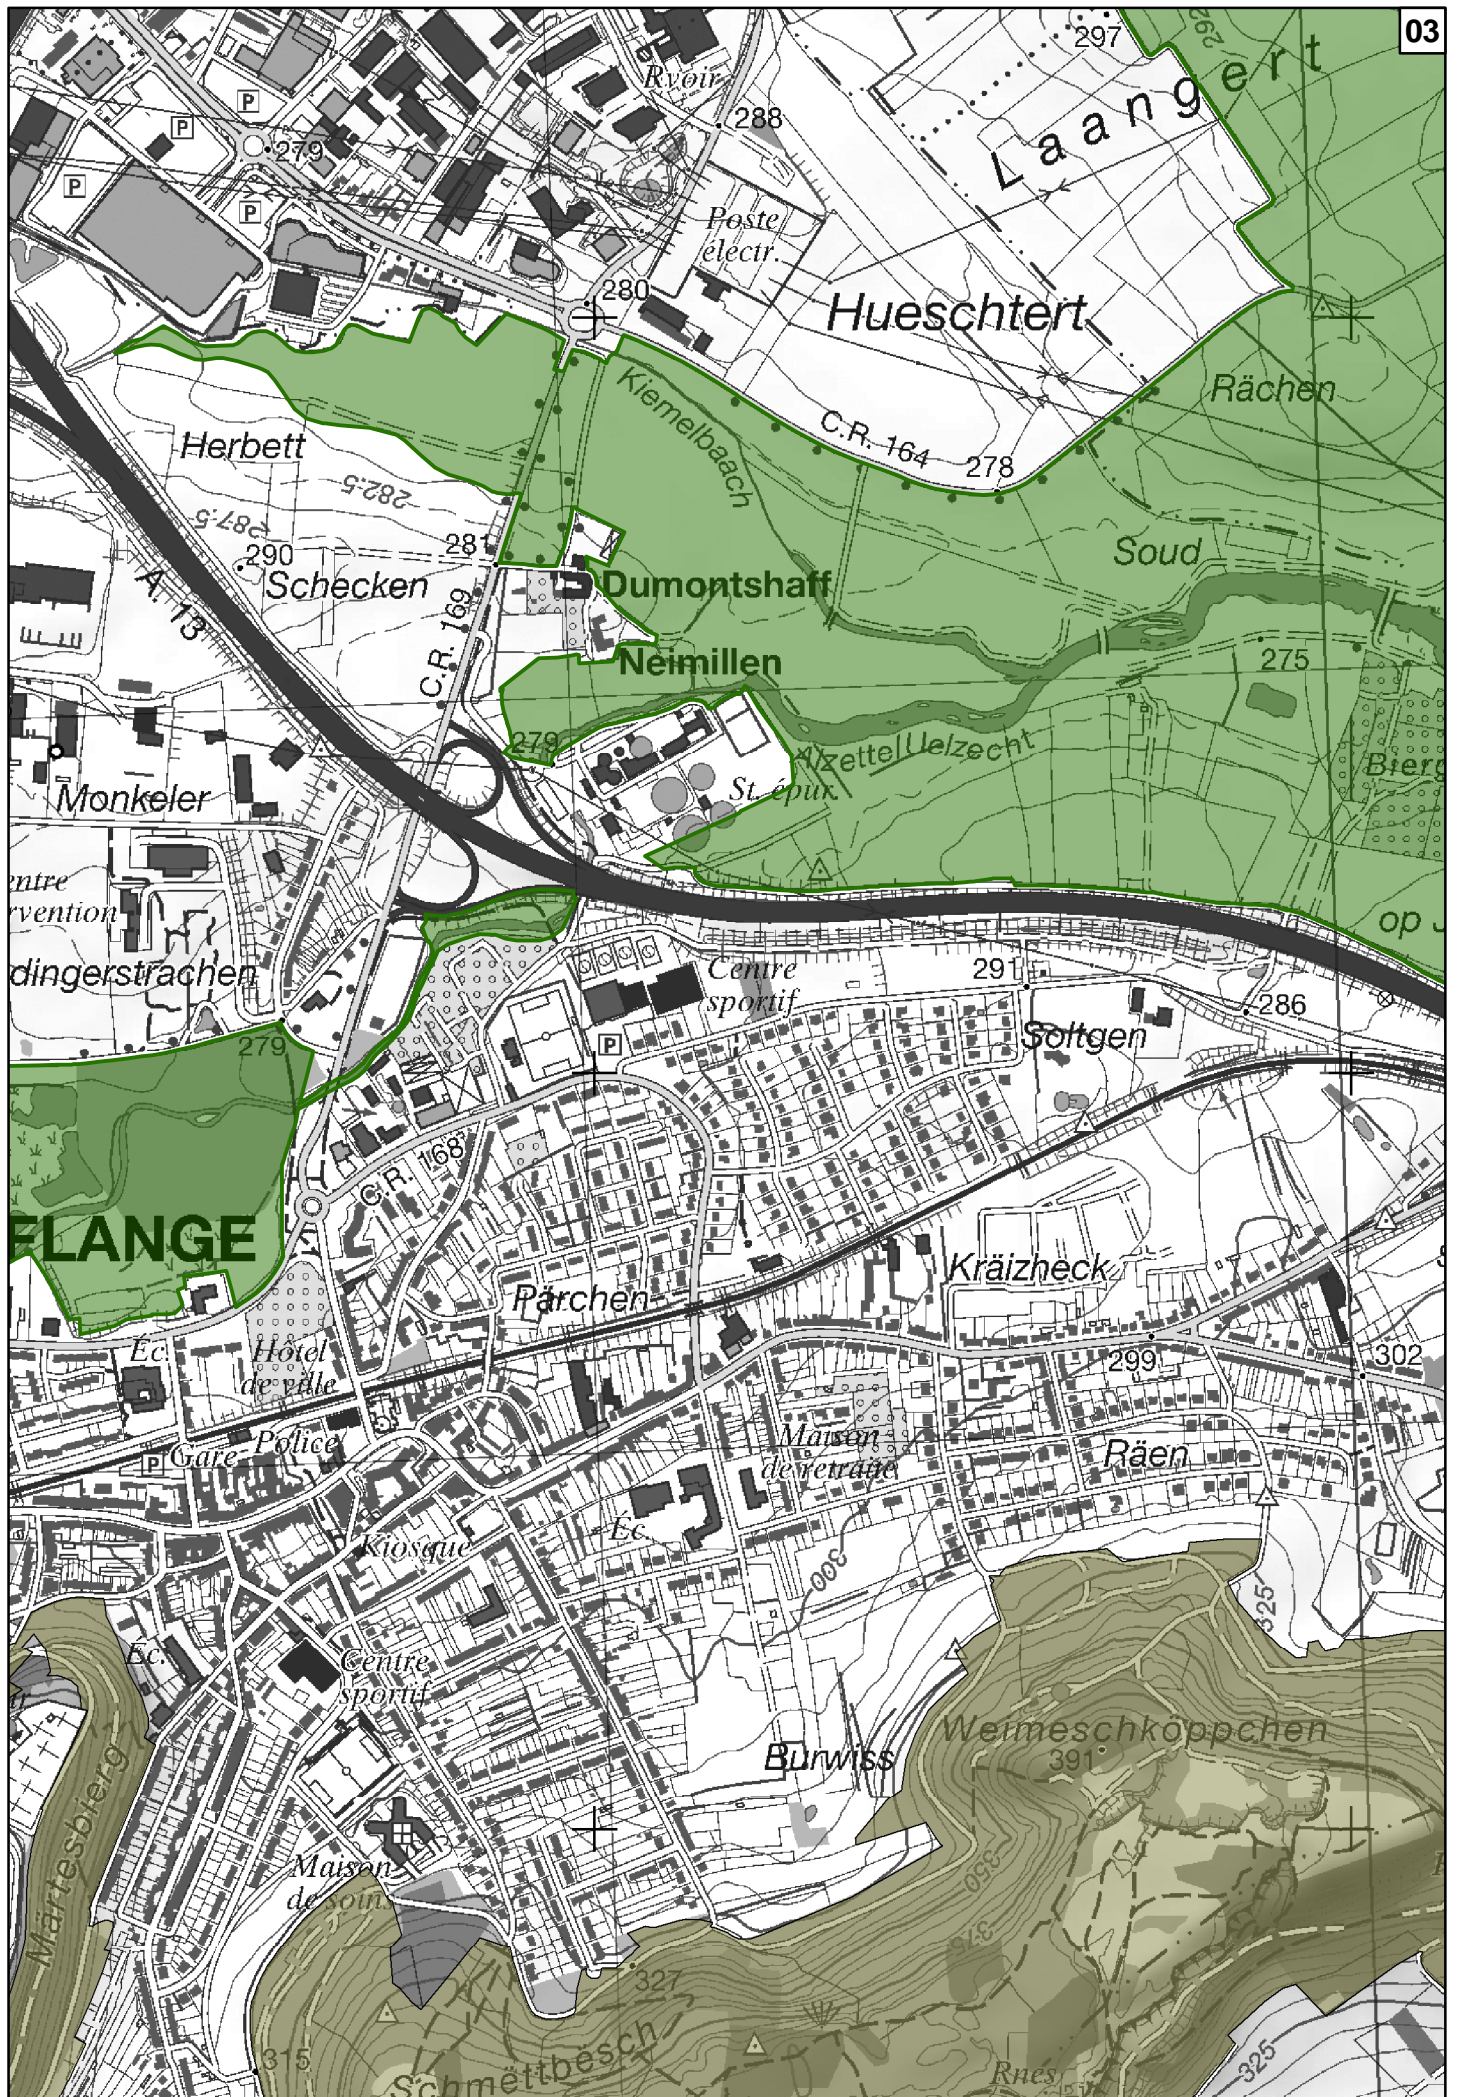 03
297
292
Laangert
Rvoir
288
P
P
279
P
P
Poste
électr.
280
Hueschtert
Rächen
Kiemelbaach
C.R. 164
278
Herbett
282.5
287.5
290
281
Schecken
Soud
A. 13
Dumontshaff
C.R. 169
Neimillen
275
279
Alzette/Uelzecht
St. épur.
Bierg
Monkeler
entre
rvention
op J
dingerstrachen
Centre
sportif
291
286
Soltgen
279
P
C.R. 168
FLANGE
Kräizheck
Pärchen
Éc.
Hôtel
de ville
299
302
Gare
Police
P
Maison
de retraite
Räen
Éc.
Kiosque
300
325
Éc.
Centre
sportif
Weimeschköppchen
391
Burwiss
Märtesbierg
Maison
de soins
350
375
327
315
Schmëttbësch
Rnes
325